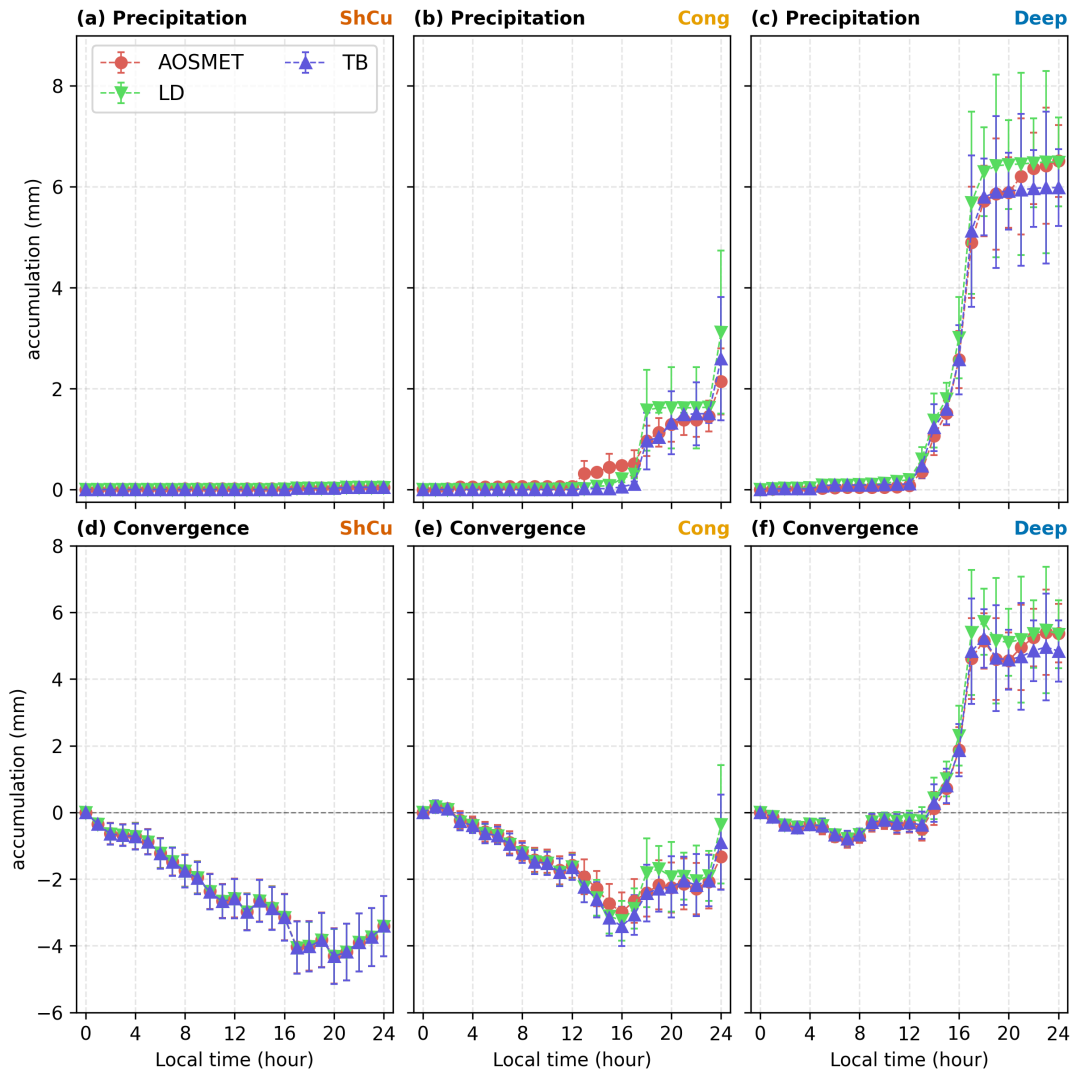 (a) Precipitation ShCu
(b) Precipitation Cong
(c) Precipitation Deep
AOSMET
LD
TB
accumulation (mm)
8
6
4
2
0
(d) Convergence ShCu
(e) Convergence Cong
(f) Convergence Deep
accumulation (mm)
8
6
4
2
0
−2
−4
−6
0 4 8 12 16 20 24
0 4 8 12 16 20 24
0 4 8 12 16 20 24
Local time (hour)
Local time (hour)
Local time (hour)